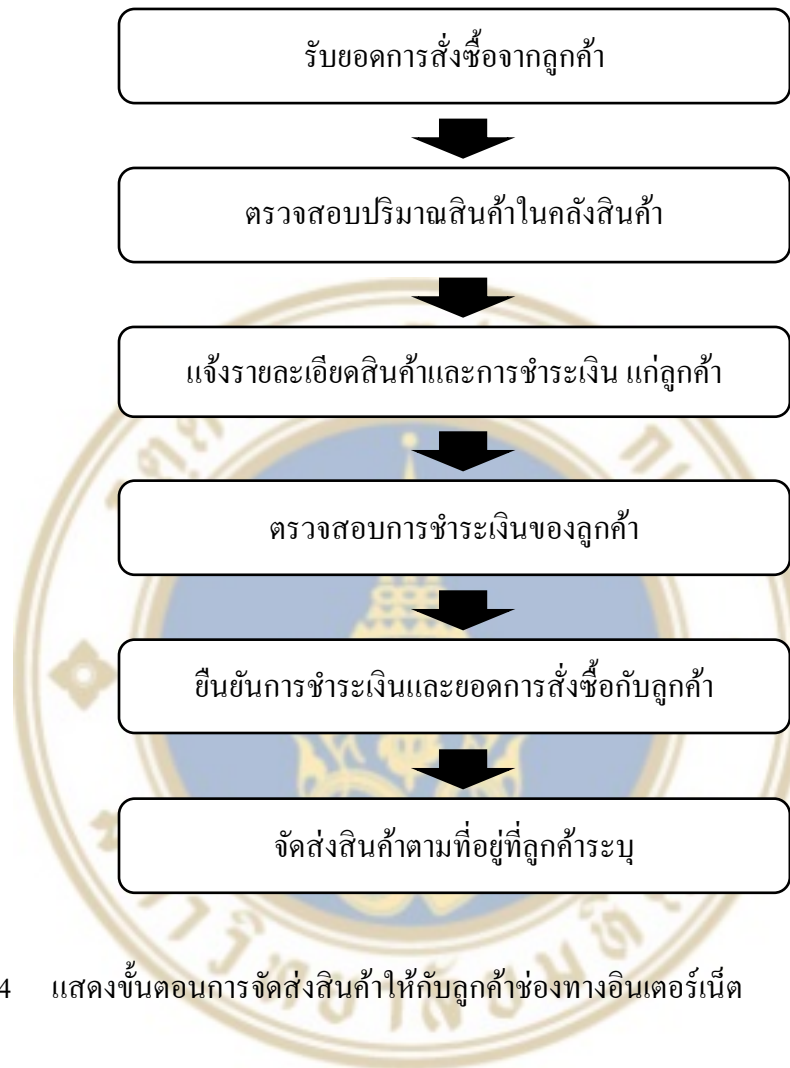 รับยอดการสั่งซื้อจากลูกค้า
ตรวจสอบปริมาณสินค้าในคลังสินค้า
แจ้งรายละเอียดสินค้าและการชำระเงิน แก่ลูกค้า
ตรวจสอบการชำระเงินของลูกค้า
ยืนยันการชำระเงินและยอดการสั่งซื้อกับลูกค้า
จัดส่งสินค้าตามที่อยู่ที่ลูกค้าระบุ
4 แสดงขั้นตอนการจัดส่งสินค้าให้กับลูกค้าช่องทางอินเตอร์เน็ต